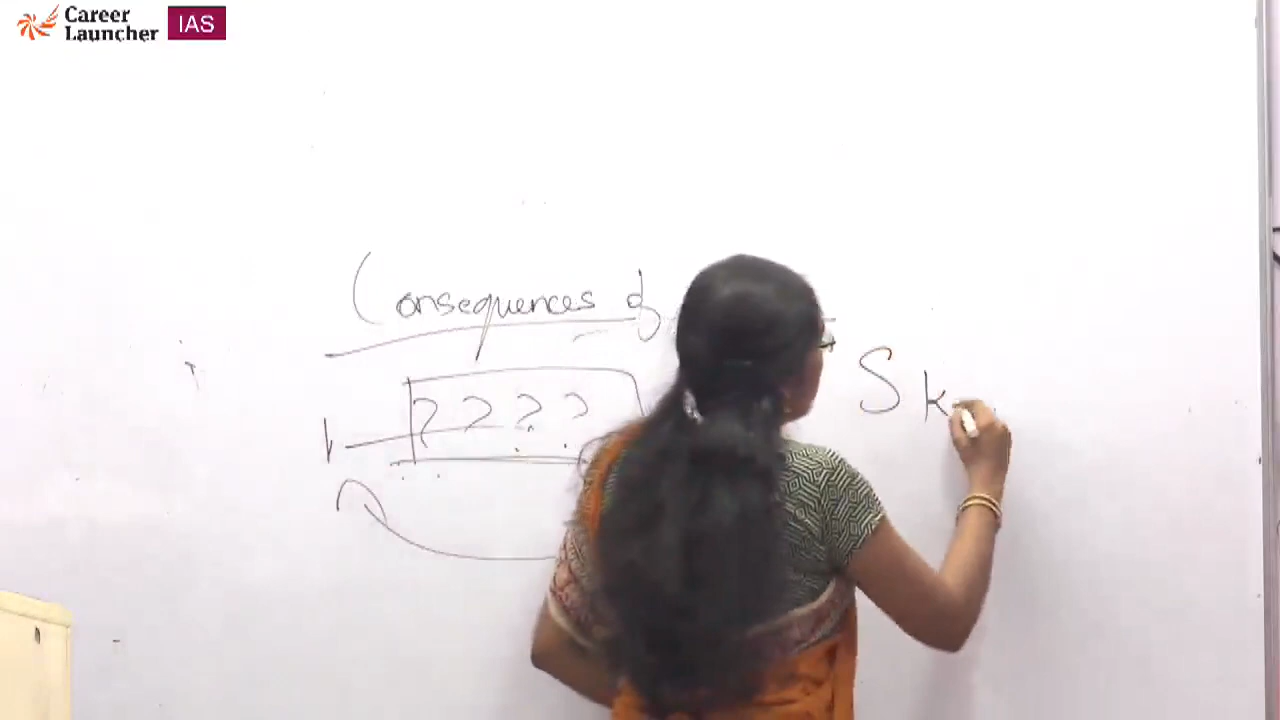 Career
Launcher
IAS
Consequences of
? ? ? ?
Sk